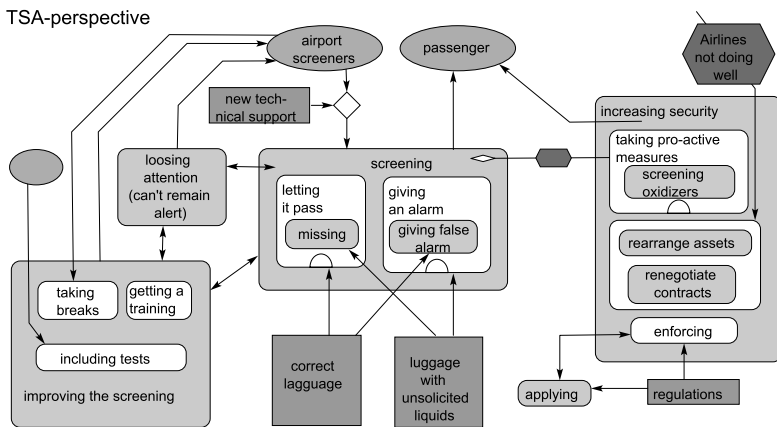 TSA-perspective
airport
screeners
passenger
Airlines
not doing
well
new tech-
nical support
increasing security
taking pro-active
measures
screening
oxidizers
loosing
attention
(can't remain
alert)
screening
letting
it pass
missing
giving
an alarm
giving false
alarm
rearrange assets
renegotiate
contracts
taking
breaks
getting a
training
including tests
improving the screening
correct
lagguage
luggage
with
unsolicited
liquids
enforcing
applying
regulations